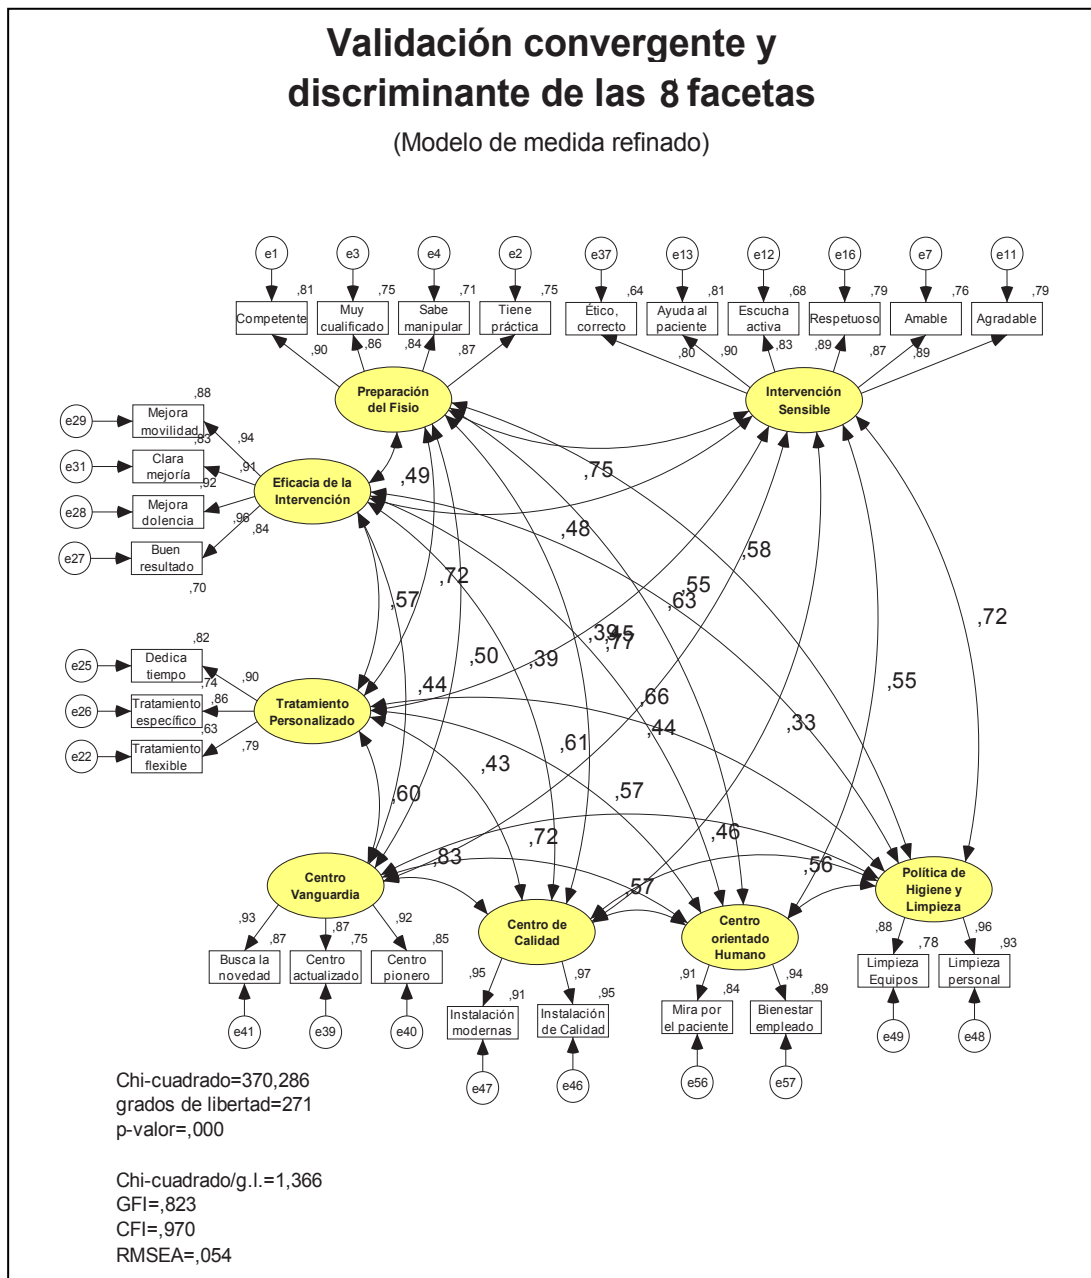 Validación convergente y
discriminante de las 8 facetas
(Modelo de medida refinado)
e1
e3
e4
e2
e37
e13
e12
e16
e7
e11
,81
,75
,71
,75
,64
,81
,68
,79
,76
,79
Competente
Muy
cualificado
Sabe
manipular
Tiene
práctica
Ético,
correcto
Ayuda al
paciente
Escucha
activa
Respetuoso
Amable
Agradable
,90
,86
,84
,87
,80
,90
,83
,89
,87
,89
Preparación
del Fisio
Intervención
Sensible
,88
e29
Mejora
movilidad
,94
,83
e31
Clara
mejoría
,91
,92
e28
Mejora
dolencia
,96
,84
e27
Buen
resultado
,70
Eficacia de la
Intervención
,49
,75
,48
,58
,72
,57
,55
,63
,39
,45
,77
,72
,50
,39
,44
,66
,55
,44
,33
,61
,43
,57
,60
,72
,46
,83
,57
,56
,82
e25
Dedica
tiempo
,90
,74
e26
Tratamiento
específico
,86
,63
e22
Tratamiento
flexible
,79
Tratamiento
Personalizado
Centro
Vanguardia
Centro de
Calidad
Centro
orientado
Humano
Política de
Higiene y
Limpieza
,93
,87
,92
,87
,75
,85
Busca la
novedad
Centro
actualizado
Centro
pionero
e41
e39
e40
,95
,97
,91
,95
Instalación
modernas
Instalación
de Calidad
e47
e46
,91
,94
,84
,89
Mira por
el paciente
Bienestar
empleado
e56
e57
,88
,96
,78
,93
Limpieza
Equipos
Limpieza
personal
e49
e48
Chi-cuadrado=370,286
grados de libertad=271
p-valor=,000
Chi-cuadrado/g.l.=1,366
GFI=,823
CFI=,970
RMSEA=,054